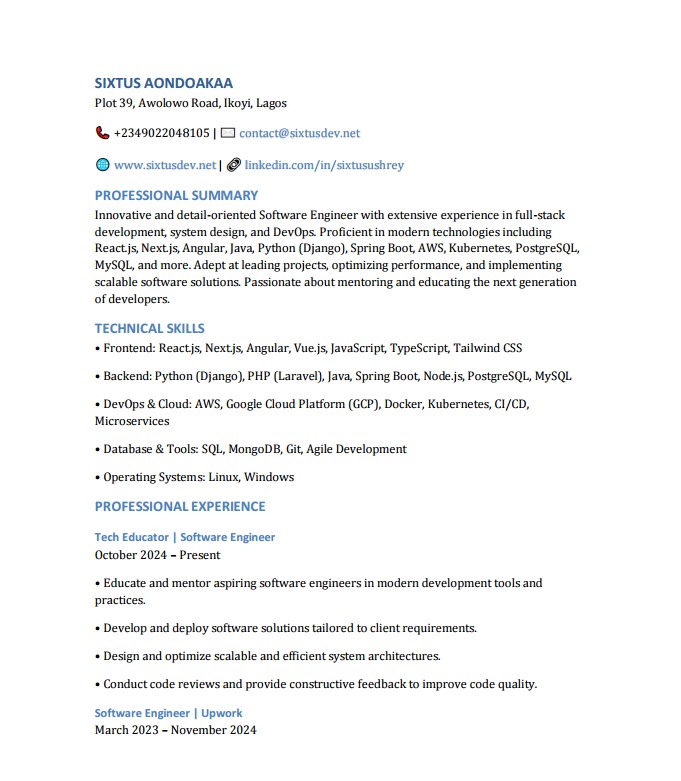 SIXTUS AONDOAKAA
Plot 39, Awolowo Road, Ikoyi, Lagos
+2349022048105 | contact@sixtusdev.net
www.sixtusdev.net | linkedin.com/in/sixtusushrey
PROFESSIONAL SUMMARY
Innovative and detail-oriented Software Engineer with extensive experience in full-stack
development, system design, and DevOps. Proficient in modern technologies including
React.js, Next.js, Angular, Java, Python (Django), Spring Boot, AWS, Kubernetes, PostgreSQL,
MySQL, and more. Adept at leading projects, optimizing performance, and implementing
scalable software solutions. Passionate about mentoring and educating the next generation
of developers.
TECHNICAL SKILLS
• Frontend: React.js, Next.js, Angular, Vue.js, JavaScript, TypeScript, Tailwind CSS
• Backend: Python (Django), PHP (Laravel), Java, Spring Boot, Node.js, PostgreSQL, MySQL
• DevOps & Cloud: AWS, Google Cloud Platform (GCP), Docker, Kubernetes, CI/CD,
Microservices
• Database & Tools: SQL, MongoDB, Git, Agile Development
• Operating Systems: Linux, Windows
PROFESSIONAL EXPERIENCE
Tech Educator | Software Engineer
October 2024 – Present
• Educate and mentor aspiring software engineers in modern development tools and
practices.
• Develop and deploy software solutions tailored to client requirements.
• Design and optimize scalable and efficient system architectures.
• Conduct code reviews and provide constructive feedback to improve code quality.
Software Engineer | Upwork
March 2023 – November 2024